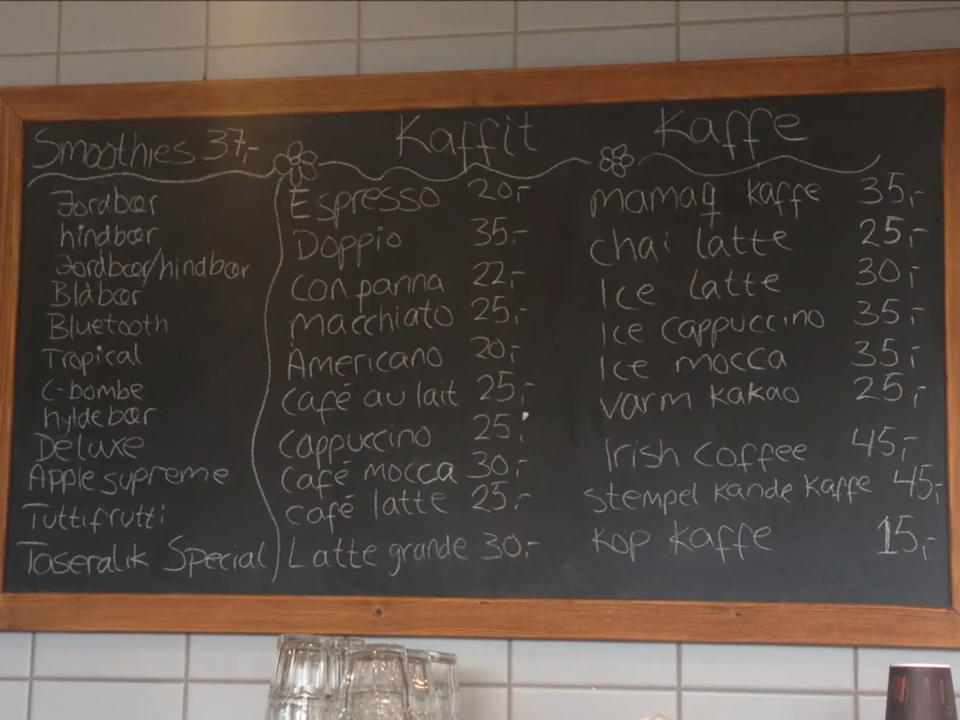 Smoothies 37,-
Jordbær
hindbær
Jordbær/hindbær
Blåbær
Bluetooth
Tropical
C-bombe
hyldebær
Deluxe
Apple supreme
Tuttifrutti
Taseralik Special
Kaffit
Espresso 20,-
Doppio 35,-
con panna 22,-
macchiato 25,-
Americano 20,-
café au lait 25,-
Cappuccino 25,-
café mocca 30,-
café latte 25,-
Latte grande 30,-
Kaffe
mamaq kaffe 35,-
chai latte 25,-
Ice latte 30,-
Ice cappuccino 35,-
Ice mocca 35,-
varm kakao 25,-
Irish coffee 45,-
stempel kande kaffe 45,-
kop kaffe 15,-